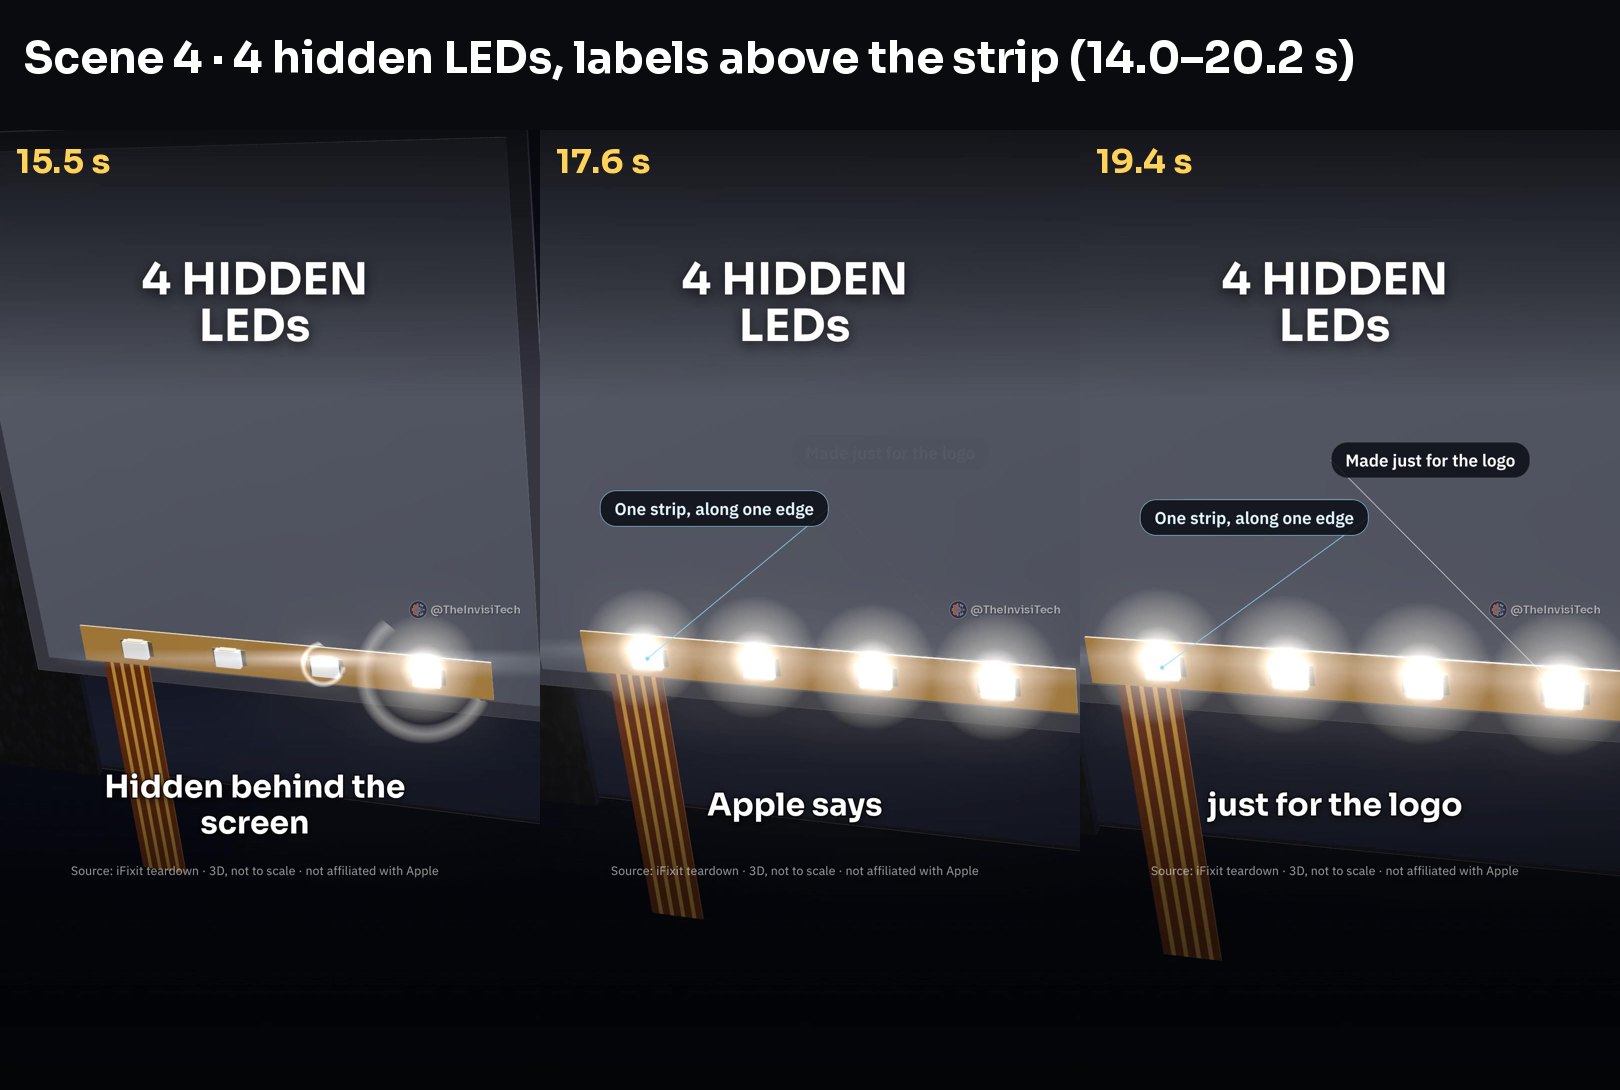 Scene 4 · 4 hidden LEDs, labels above the strip (14.0–20.2 s)
15.5 s
4 HIDDEN
LEDs
@TheInvisiTech
Hidden behind the
screen
Source: iFixit teardown · 3D, not to scale · not affiliated with Apple
17.6 s
4 HIDDEN
LEDs
Made just for the logo
One strip, along one edge
@TheInvisiTech
Apple says
Source: iFixit teardown · 3D, not to scale · not affiliated with Apple
19.4 s
4 HIDDEN
LEDs
Made just for the logo
One strip, along one edge
@TheInvisiTech
just for the logo
Source: iFixit teardown · 3D, not to scale · not affiliated with Apple